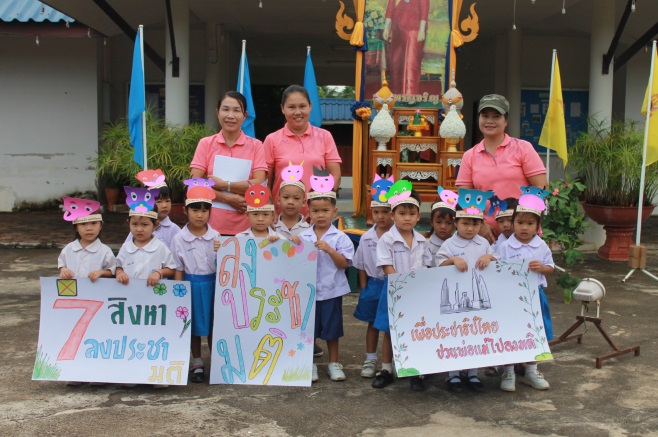 7 สิงหา
ลงประชา
มติ
ลง
ประชา
มติ
เพื่อประชาธิปไตย
ชวนพ่อแม่ไปลงมติ